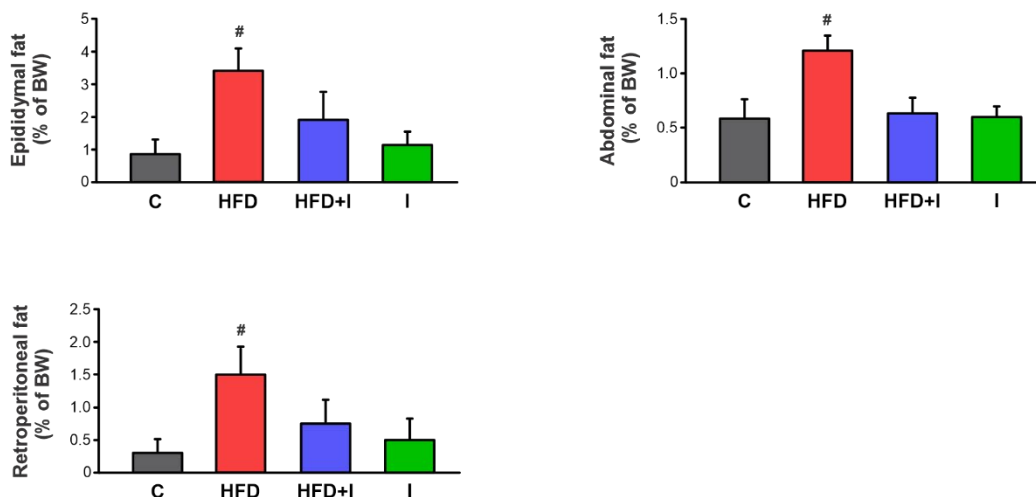 Epididymal fat
(% of BW)
5
4
3
2
1
0
#
C HFD HFD+I I
Abdominal fat
(% of BW)
1.5
1.0
0.5
0
#
C HFD HFD+I I
Retroperitoneal fat
(% of BW)
2.5
2.0
1.5
1.0
0.5
0
#
C HFD HFD+I I